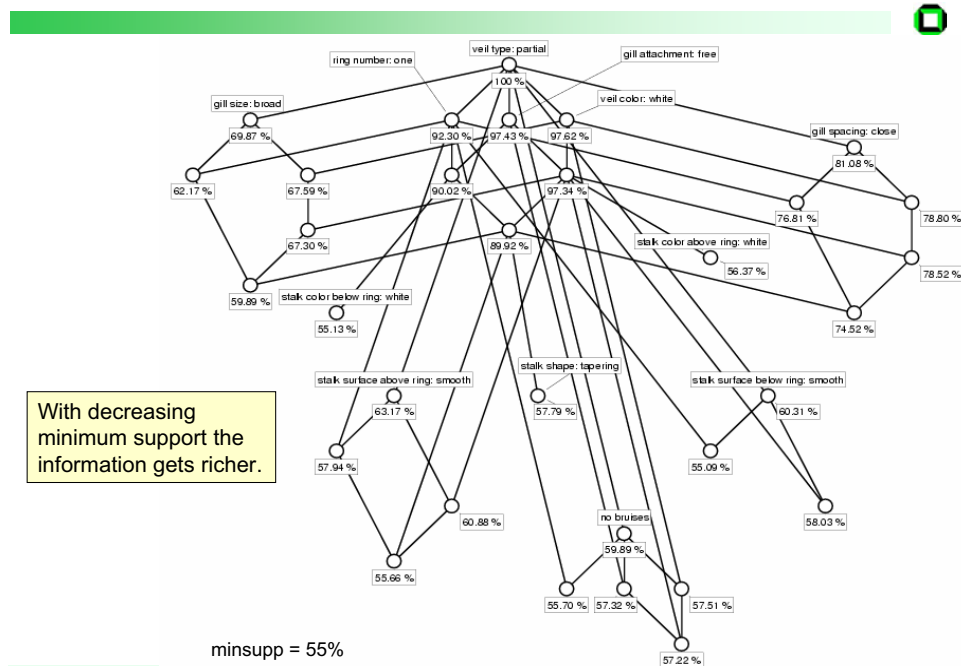 veil type: partial
ring number: one
gill attachment: free
100 %
gill size: broad
veil color: white
69.87 %
92.30 %
97.43 %
97.62 %
gill spacing: close
81.08 %
62.17 %
67.59 %
90.02 %
97.34 %
76.81 %
78.80 %
67.30 %
89.92 %
stalk color above ring: white
56.37 %
78.52 %
59.89 %
stalk color below ring: white
55.13 %
74.52 %
stalk surface above ring: smooth
stalk shape: tapering
stalk surface below ring: smooth
63.17 %
57.79 %
60.31 %
With decreasing
minimum support the
information gets richer.
57.94 %
55.09 %
60.88 %
no bruises
58.03 %
59.89 %
55.66 %
55.70 %
57.32 %
57.51 %
minsupp = 55%
57.22 %